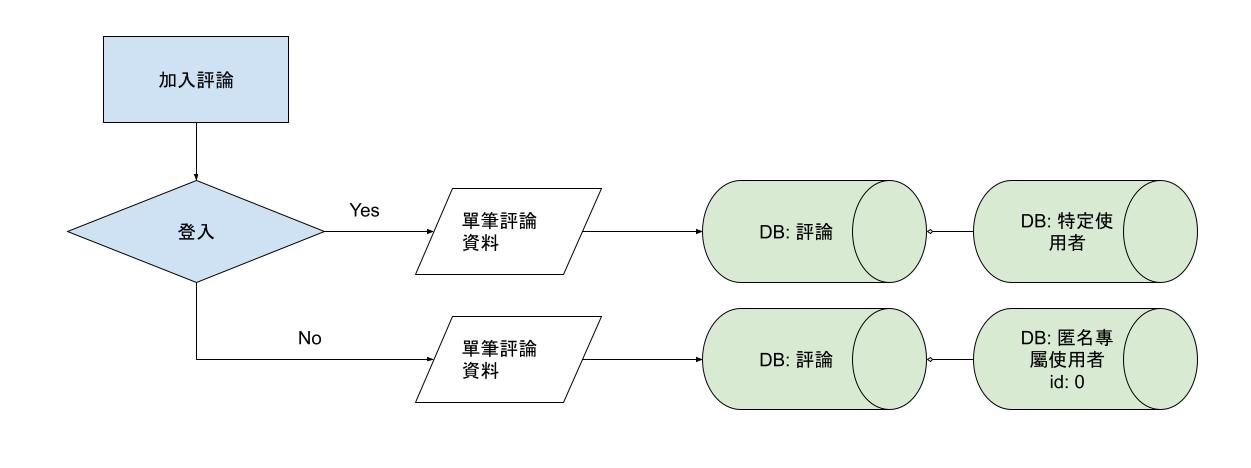 加入評論
登入
Yes
單筆評論
資料
DB: 評論
DB: 特定使
用者
No
單筆評論
資料
DB: 評論
DB: 匿名專
屬使用者
id: 0